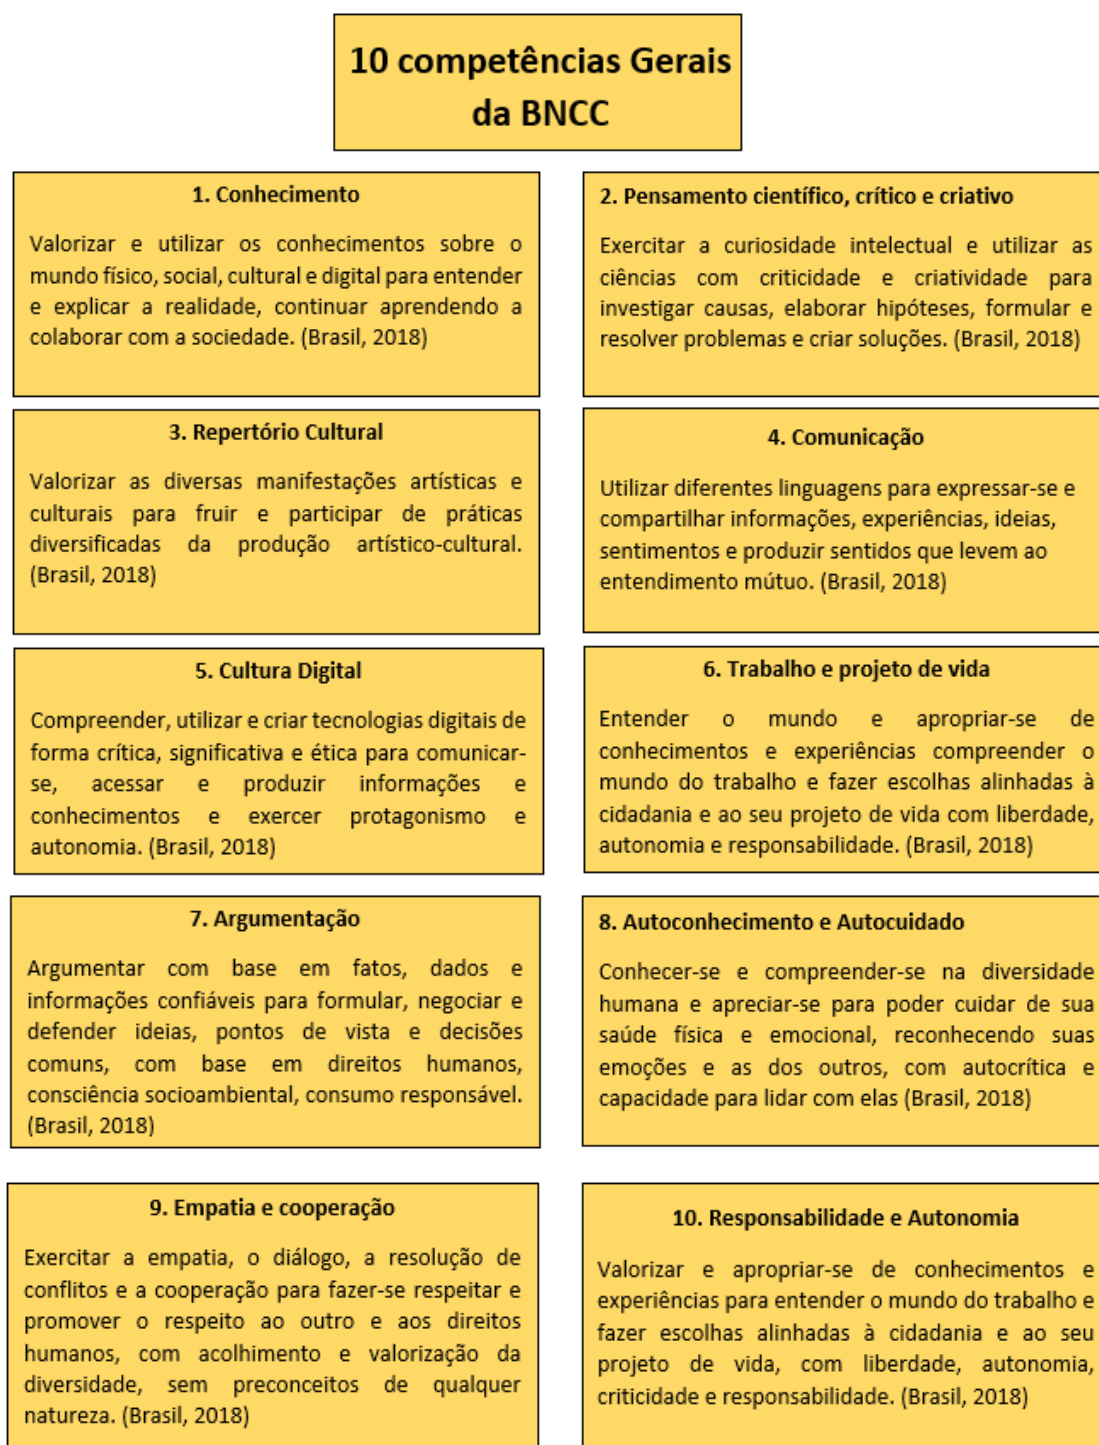 10 competências Gerais
da BNCC
1. Conhecimento
Valorizar e utilizar os conhecimentos sobre o
mundo físico, social, cultural e digital para entender
e explicar a realidade, continuar aprendendo a
colaborar com a sociedade. (Brasil, 2018)
2. Pensamento científico, crítico e criativo
Exercitar a curiosidade intelectual e utilizar as
ciências com criticidade e criatividade para
investigar causas, elaborar hipóteses, formular e
resolver problemas e criar soluções. (Brasil, 2018)
3. Repertório Cultural
Valorizar as diversas manifestações artísticas e
culturais para fruir e participar de práticas
diversificadas da produção artístico-cultural.
(Brasil, 2018)
4. Comunicação
Utilizar diferentes linguagens para expressar-se e
compartilhar informações, experiências, ideias,
sentimentos e produzir sentidos que levem ao
entendimento mútuo. (Brasil, 2018)
5. Cultura Digital
Compreender, utilizar e criar tecnologias digitais de
forma crítica, significativa e ética para comunicar-
se, acessar e produzir informações e
conhecimentos e exercer protagonismo e
autonomia. (Brasil, 2018)
6. Trabalho e projeto de vida
Entender o mundo e apropriar-se de
conhecimentos e experiências compreender o
mundo do trabalho e fazer escolhas alinhadas à
cidadania e ao seu projeto de vida com liberdade,
autonomia e responsabilidade. (Brasil, 2018)
7. Argumentação
Argumentar com base em fatos, dados e
informações confiáveis para formular, negociar e
defender ideias, pontos de vista e decisões
comuns, com base em direitos humanos,
consciência socioambiental, consumo responsável.
(Brasil, 2018)
8. Autoconhecimento e Autocuidado
Conhecer-se e compreender-se na diversidade
humana e apreciar-se para poder cuidar de sua
saúde física e emocional, reconhecendo suas
emoções e as dos outros, com autocrítica e
capacidade para lidar com elas (Brasil, 2018)
9. Empatia e cooperação
Exercitar a empatia, o diálogo, a resolução de
conflitos e a cooperação para fazer-se respeitar e
promover o respeito ao outro e aos direitos
humanos, com acolhimento e valorização da
diversidade, sem preconceitos de qualquer
natureza. (Brasil, 2018)
10. Responsabilidade e Autonomia
Valorizar e apropriar-se de conhecimentos e
experiências para entender o mundo do trabalho e
fazer escolhas alinhadas à cidadania e ao seu
projeto de vida, com liberdade, autonomia,
criticidade e responsabilidade. (Brasil, 2018)